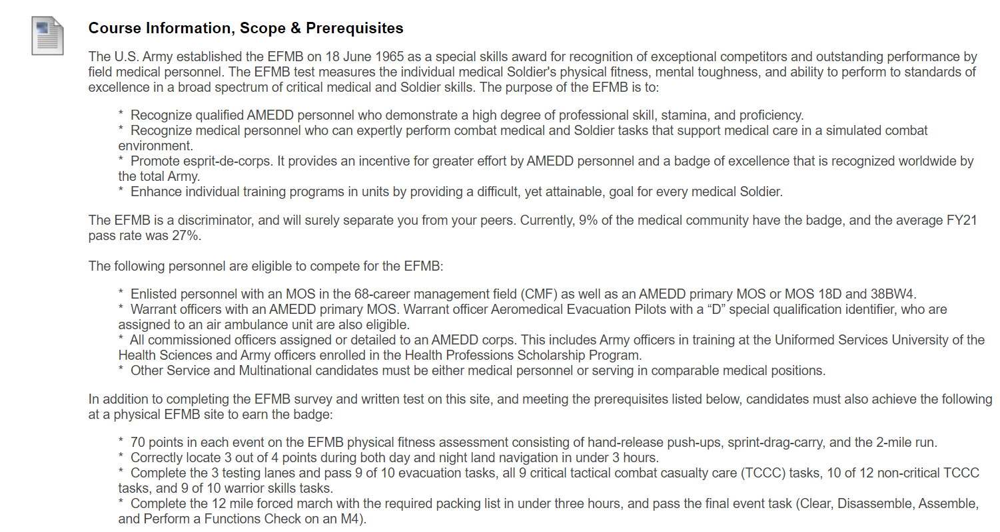 Course Information, Scope & Prerequisites
The U.S. Army established the EFMB on 18 June 1965 as a special skills award for recognition of exceptional competitors and outstanding performance by
field medical personnel. The EFMB test measures the individual medical Soldier's physical fitness, mental toughness, and ability to perform to standards of
excellence in a broad spectrum of critical medical and Soldier skills. The purpose of the EFMB is to:
* Recognize qualified AMEDD personnel who demonstrate a high degree of professional skill, stamina, and proficiency.
* Recognize medical personnel who can expertly perform combat medical and Soldier tasks that support medical care in a simulated combat
environment.
* Promote esprit-de-corps. It provides an incentive for greater effort by AMEDD personnel and a badge of excellence that is recognized worldwide by
the total Army.
* Enhance individual training programs in units by providing a difficult, yet attainable, goal for every medical Soldier.
The EFMB is a discriminator, and will surely separate you from your peers. Currently, 9% of the medical community have the badge, and the average FY21
pass rate was 27%.
The following personnel are eligible to compete for the EFMB:
* Enlisted personnel with an MOS in the 68-career management field (CMF) as well as an AMEDD primary MOS or MOS 18D and 38BW4.
* Warrant officers with an AMEDD primary MOS. Warrant officer Aeromedical Evacuation Pilots with a “D” special qualification identifier, who are
assigned to an air ambulance unit are also eligible.
* All commissioned officers assigned or detailed to an AMEDD corps. This includes Army officers in training at the Uniformed Services University of the
Health Sciences and Army officers enrolled in the Health Professions Scholarship Program.
* Other Service and Multinational candidates must be either medical personnel or serving in comparable medical positions.
In addition to completing the EFMB survey and written test on this site, and meeting the prerequisites listed below, candidates must also achieve the following
at a physical EFMB site to earn the badge:
* 70 points in each event on the EFMB physical fitness assessment consisting of hand-release push-ups, sprint-drag-carry, and the 2-mile run.
* Correctly locate 3 out of 4 points during both day and night land navigation in under 3 hours.
* Complete the 3 testing lanes and pass 9 of 10 evacuation tasks, all 9 critical tactical combat casualty care (TCCC) tasks, 10 of 12 non-critical TCCC
tasks, and 9 of 10 warrior skills tasks.
* Complete the 12 mile forced march with the required packing list in under three hours, and pass the final event task (Clear, Disassemble, Assemble,
and Perform a Functions Check on an M4).